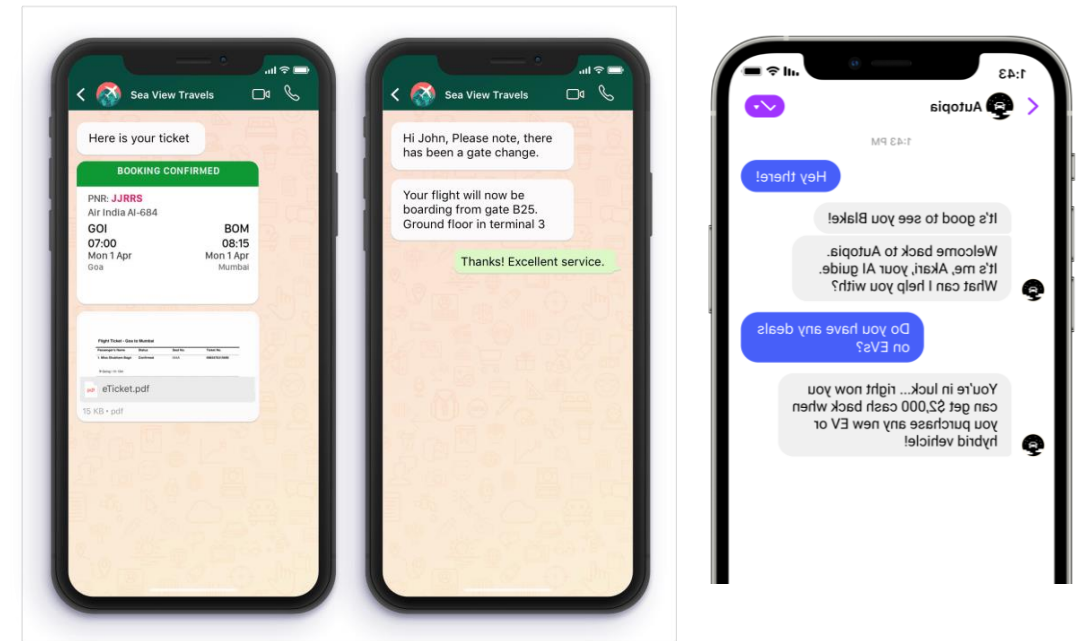 Sea View Travels
Here is your ticket
BOOKING CONFIRMED
PNR: JJRRS
Air India AI-684
GOI BOM
07:00 08:15
Mon 1 Apr Mon 1 Apr
Goa Mumbai
Flight Ticket - Goa to Mumbai
eTicket.pdf
15 KB • pdf
Sea View Travels
Hi John, Please note, there
has been a gate change.
Your flight will now be
boarding from gate B25.
Ground floor in terminal 3
Thanks! Excellent service.
1:43
Autopia
1:43 PM
Hey there!
It's good to see you Blake!
Welcome back to Autopia.
It's me, Akari, your AI guide.
What can I help you with?
Do you have any deals
on EVs?
You're in luck... right now you
can get $2,000 cash back when
you purchase any new EV or
hybrid vehicle!